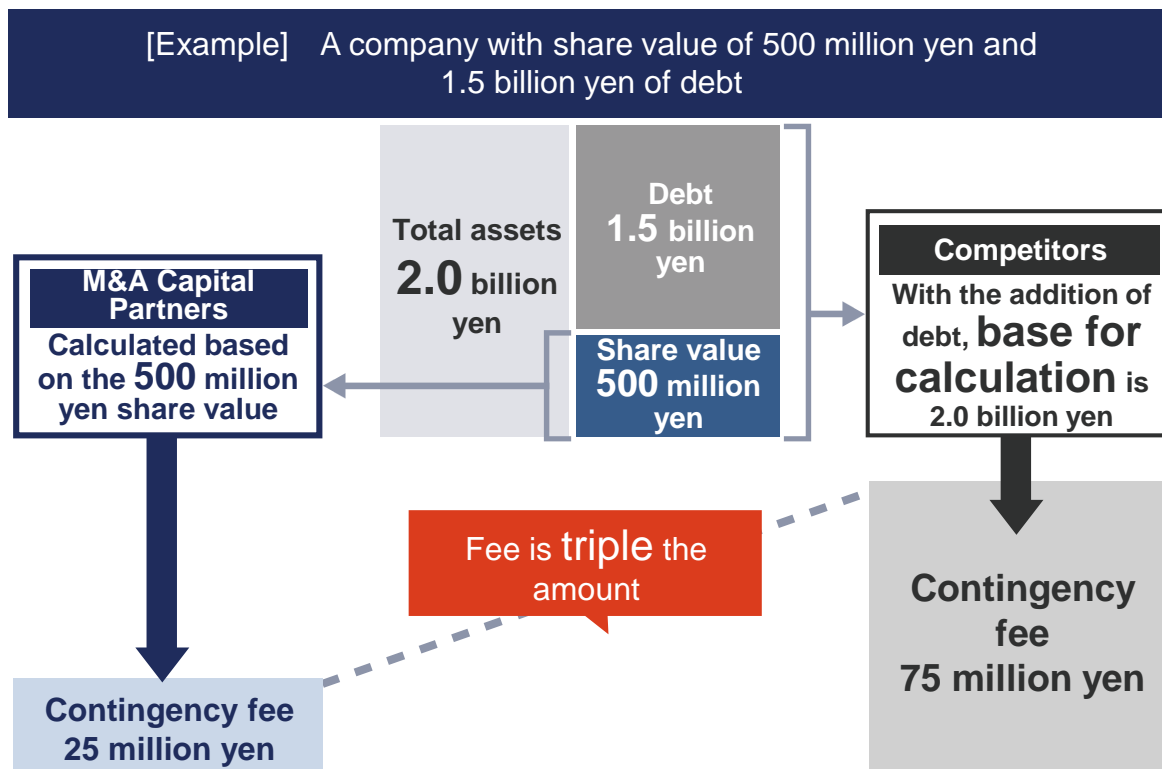 [Example] A company with share value of 500 million yen and
1.5 billion yen of debt
Total assets
2.0 billion
yen
Debt
1.5 billion
yen
Share value
500 million
yen
M&A Capital
Partners
Calculated based
on the 500 million
yen share value
Competitors
With the addition of
debt, base for
calculation is
2.0 billion yen
Fee is triple the
amount
Contingency fee
25 million yen
Contingency
fee
75 million yen